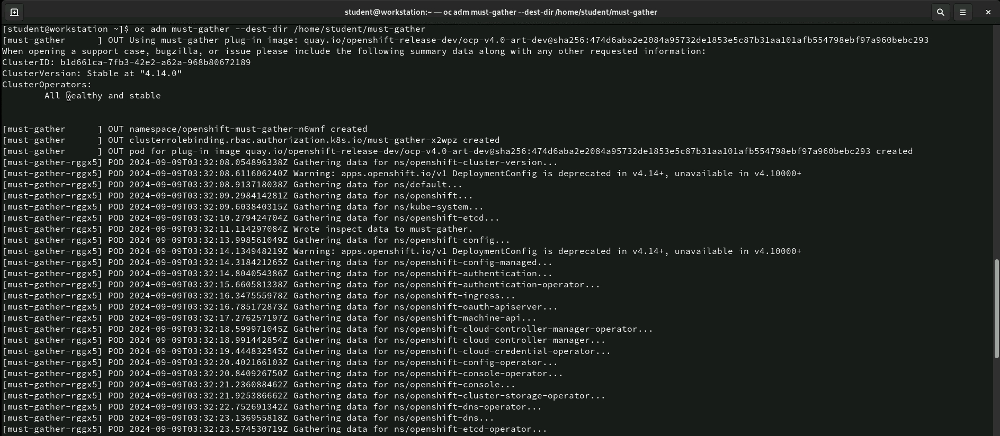 student@workstation:~ — oc adm must-gather --dest-dir /home/student/must-gather
[student@workstation ~]$ oc adm must-gather --dest-dir /home/student/must-gather
[must-gather      ] OUT Using must-gather plug-in image: quay.io/openshift-release-dev/ocp-v4.0-art-dev@sha256:474d6aba2e2084a95732de1853e5c87b31aa101afb554798ebf97a960bebc293
When opening a support case, bugzilla, or issue please include the following summary data along with any other requested information:
ClusterID: b1d661ca-7fb3-42e2-a62a-968b80672189
ClusterVersion: Stable at "4.14.0"
ClusterOperators:
        All healthy and stable
[must-gather      ] OUT namespace/openshift-must-gather-n6wnf created
[must-gather      ] OUT clusterrolebinding.rbac.authorization.k8s.io/must-gather-x2wpz created
[must-gather      ] OUT pod for plug-in image quay.io/openshift-release-dev/ocp-v4.0-art-dev@sha256:474d6aba2e2084a95732de1853e5c87b31aa101afb554798ebf97a960bebc293 created
[must-gather-rggx5] POD 2024-09-09T03:32:08.054896338Z Gathering data for ns/openshift-cluster-version...
[must-gather-rggx5] POD 2024-09-09T03:32:08.611606240Z Warning: apps.openshift.io/v1 DeploymentConfig is deprecated in v4.14+, unavailable in v4.10000+
[must-gather-rggx5] POD 2024-09-09T03:32:08.913718038Z Gathering data for ns/default...
[must-gather-rggx5] POD 2024-09-09T03:32:09.298414281Z Gathering data for ns/openshift...
[must-gather-rggx5] POD 2024-09-09T03:32:09.603840315Z Gathering data for ns/kube-system...
[must-gather-rggx5] POD 2024-09-09T03:32:10.279424704Z Gathering data for ns/openshift-etcd...
[must-gather-rggx5] POD 2024-09-09T03:32:11.114297084Z Wrote inspect data to must-gather.
[must-gather-rggx5] POD 2024-09-09T03:32:13.998561049Z Gathering data for ns/openshift-config...
[must-gather-rggx5] POD 2024-09-09T03:32:14.134948219Z Warning: apps.openshift.io/v1 DeploymentConfig is deprecated in v4.14+, unavailable in v4.10000+
[must-gather-rggx5] POD 2024-09-09T03:32:14.318421265Z Gathering data for ns/openshift-config-managed...
[must-gather-rggx5] POD 2024-09-09T03:32:14.804054386Z Gathering data for ns/openshift-authentication...
[must-gather-rggx5] POD 2024-09-09T03:32:15.660581338Z Gathering data for ns/openshift-authentication-operator...
[must-gather-rggx5] POD 2024-09-09T03:32:16.347555978Z Gathering data for ns/openshift-ingress...
[must-gather-rggx5] POD 2024-09-09T03:32:16.785172873Z Gathering data for ns/openshift-oauth-apiserver...
[must-gather-rggx5] POD 2024-09-09T03:32:17.276257197Z Gathering data for ns/openshift-machine-api...
[must-gather-rggx5] POD 2024-09-09T03:32:18.599971045Z Gathering data for ns/openshift-cloud-controller-manager-operator...
[must-gather-rggx5] POD 2024-09-09T03:32:18.991442854Z Gathering data for ns/openshift-cloud-controller-manager...
[must-gather-rggx5] POD 2024-09-09T03:32:19.444832545Z Gathering data for ns/openshift-cloud-credential-operator...
[must-gather-rggx5] POD 2024-09-09T03:32:20.402166103Z Gathering data for ns/openshift-config-operator...
[must-gather-rggx5] POD 2024-09-09T03:32:20.840926750Z Gathering data for ns/openshift-console-operator...
[must-gather-rggx5] POD 2024-09-09T03:32:21.236088462Z Gathering data for ns/openshift-console...
[must-gather-rggx5] POD 2024-09-09T03:32:21.925386662Z Gathering data for ns/openshift-cluster-storage-operator...
[must-gather-rggx5] POD 2024-09-09T03:32:22.752691342Z Gathering data for ns/openshift-dns-operator...
[must-gather-rggx5] POD 2024-09-09T03:32:23.136955818Z Gathering data for ns/openshift-dns...
[must-gather-rggx5] POD 2024-09-09T03:32:23.574530719Z Gathering data for ns/openshift-etcd-operator...